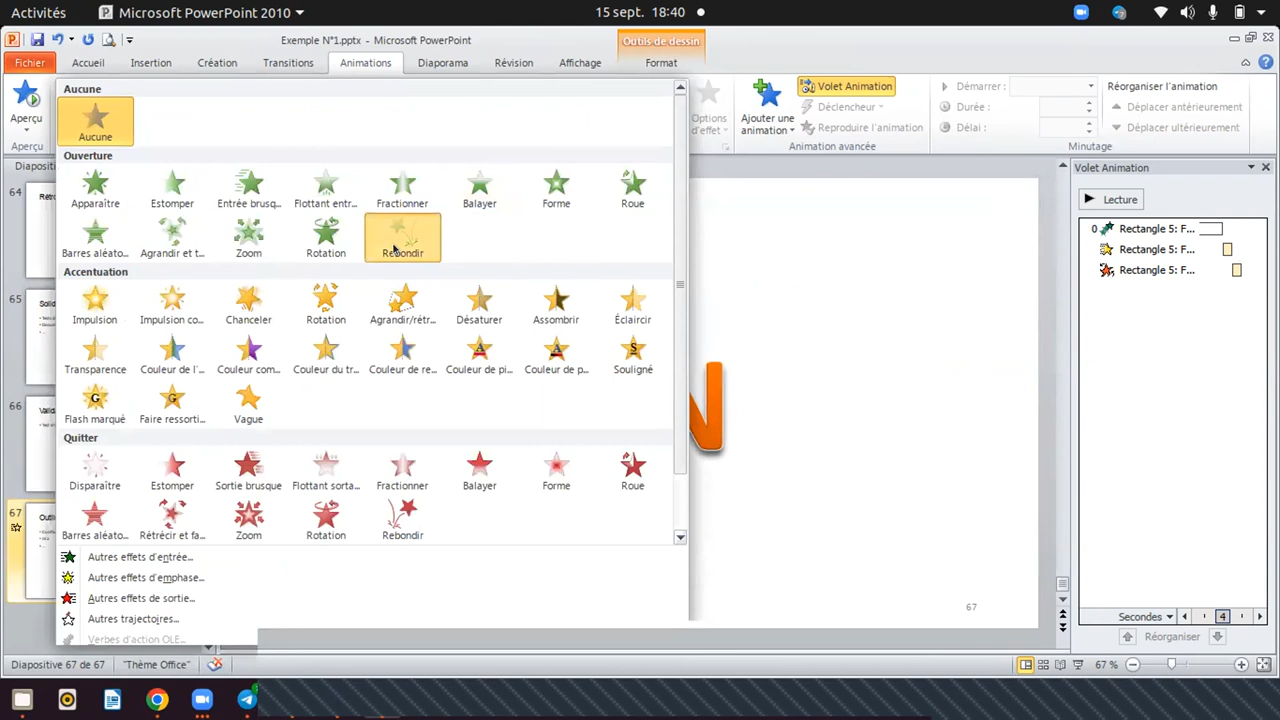 Activités
Microsoft PowerPoint 2010
15 sept. 18:40
Exemple N°1.pptx - Microsoft PowerPoint
Outils de dessin
Fichier
Accueil
Insertion
Création
Transitions
Animations
Diaporama
Révision
Affichage
Format
Aperçu
Aperçu
Options d'effet
Ajouter une animation
Volet Animation
Déclencheur
Reproduire l'animation
Animation avancée
Démarrer :
Durée :
Délai :
Réorganiser l'animation
Déplacer antérieurement
Déplacer ultérieurement
Minutage
Aucune
Aucune
Ouverture
Apparaître
Estomper
Entrée brusq...
Flottant entr...
Fractionner
Balayer
Forme
Roue
Barres aléato...
Agrandir et t...
Zoom
Rotation
Rebondir
Accentuation
Impulsion
Impulsion co...
Chanceler
Rotation
Agrandir/rétr...
Désaturer
Assombrir
Éclaircir
Transparence
Couleur de l'...
Couleur com...
Couleur du tr...
Couleur de re...
Couleur de pi...
Couleur de p...
Souligné
Flash marqué
Faire ressorti...
Vague
Quitter
Disparaître
Estomper
Sortie brusque
Flottant sorta...
Fractionner
Balayer
Forme
Roue
Barres aléato...
Rétrécir et fa...
Zoom
Rotation
Rebondir
Autres effets d'entrée...
Autres effets d'emphase...
Autres effets de sortie...
Autres trajectoires...
Verbes d'action OLE...
Diapositi
64
65
66
67
N
67
Volet Animation
Lecture
0 Rectangle 5: F...
Rectangle 5: F...
Rectangle 5: F...
Secondes
4
Réorganiser
Diapositive 67 de 67
"Thème Office"
67 %